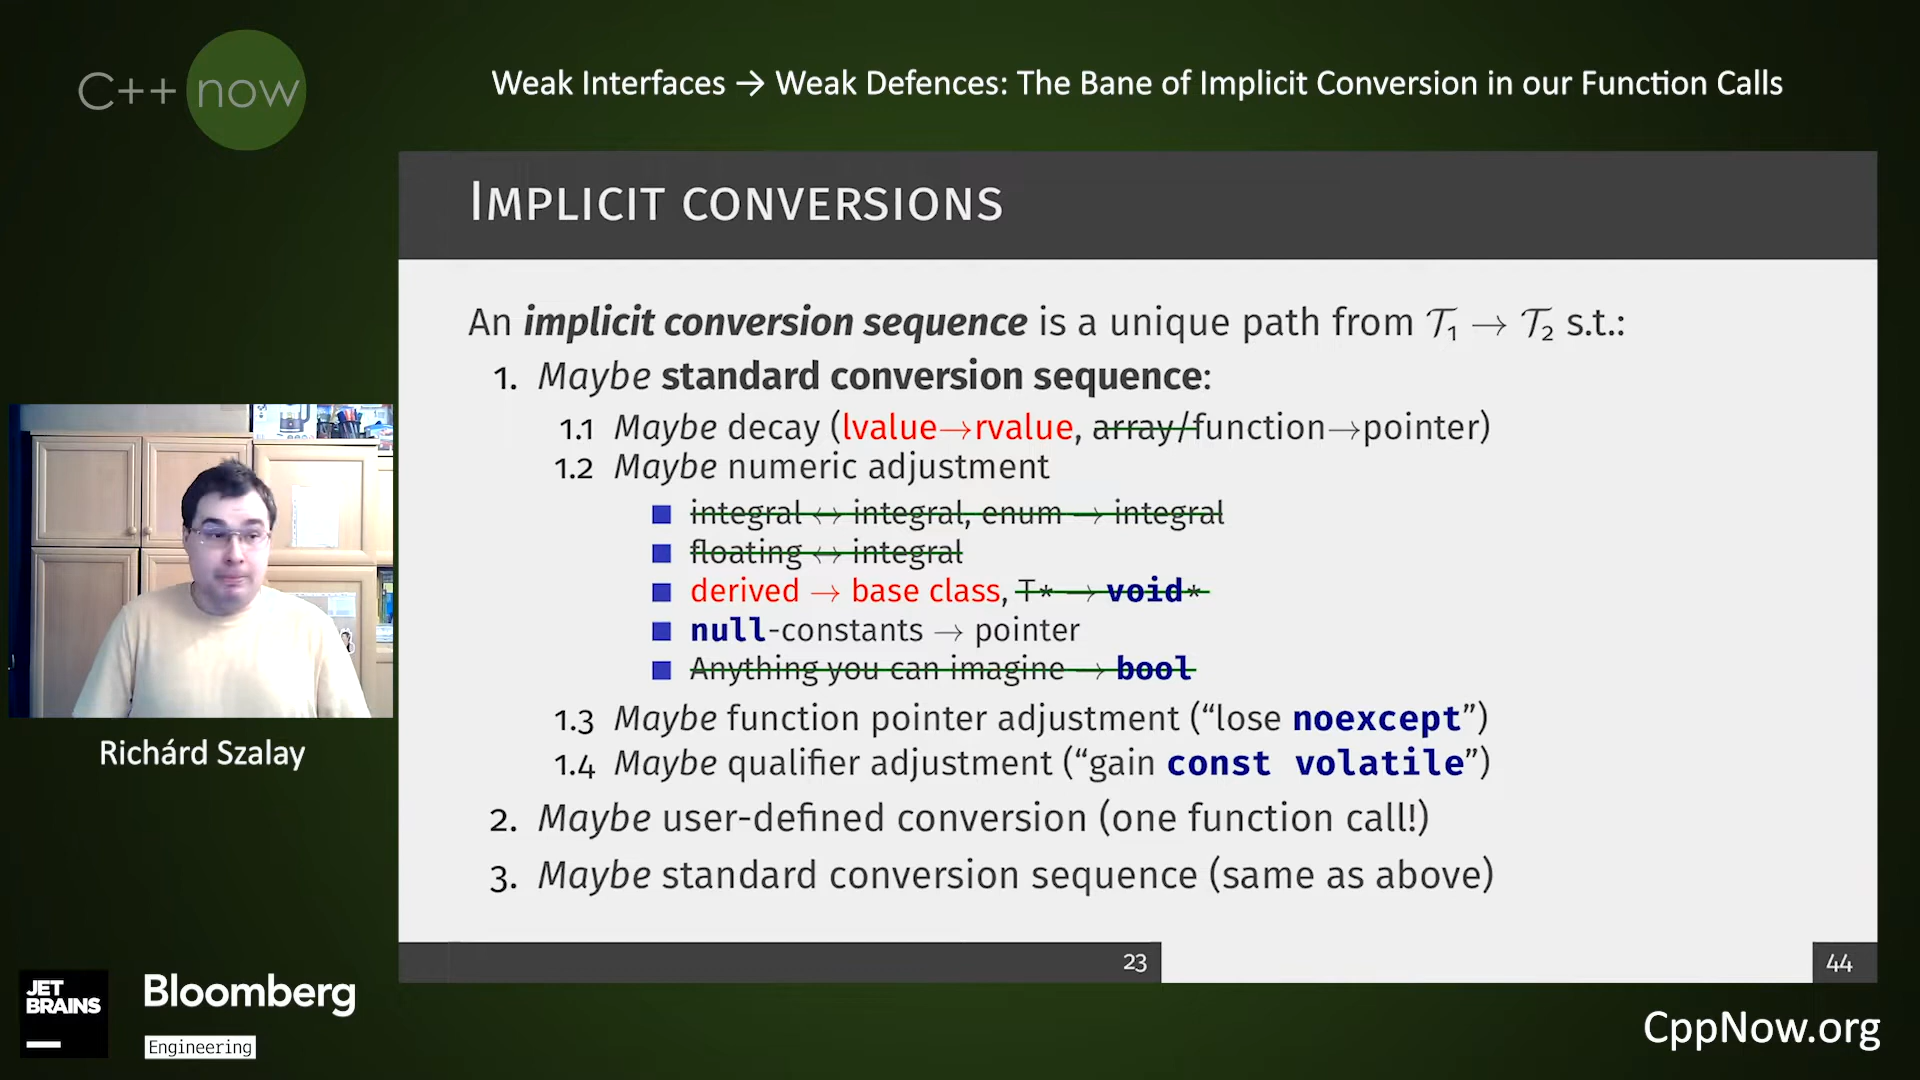 C++ now
Weak Interfaces → Weak Defences: The Bane of Implicit Conversion in our Function Calls
IMPLICIT CONVERSIONS
An implicit conversion sequence is a unique path from T1 → T2 s.t.:
1. Maybe standard conversion sequence:
1.1 Maybe decay (lvalue→rvalue, array/function→pointer)
1.2 Maybe numeric adjustment
integral ↔ integral, enum → integral
floating ↔ integral
derived → base class, T* → void*
null-constants → pointer
Anything you can imagine → bool
1.3 Maybe function pointer adjustment (“lose noexcept”)
1.4 Maybe qualifier adjustment (“gain const volatile”)
2. Maybe user-defined conversion (one function call!)
3. Maybe standard conversion sequence (same as above)
23
44
Richárd Szalay
JET
BRAINS
Bloomberg
Engineering
CppNow.org